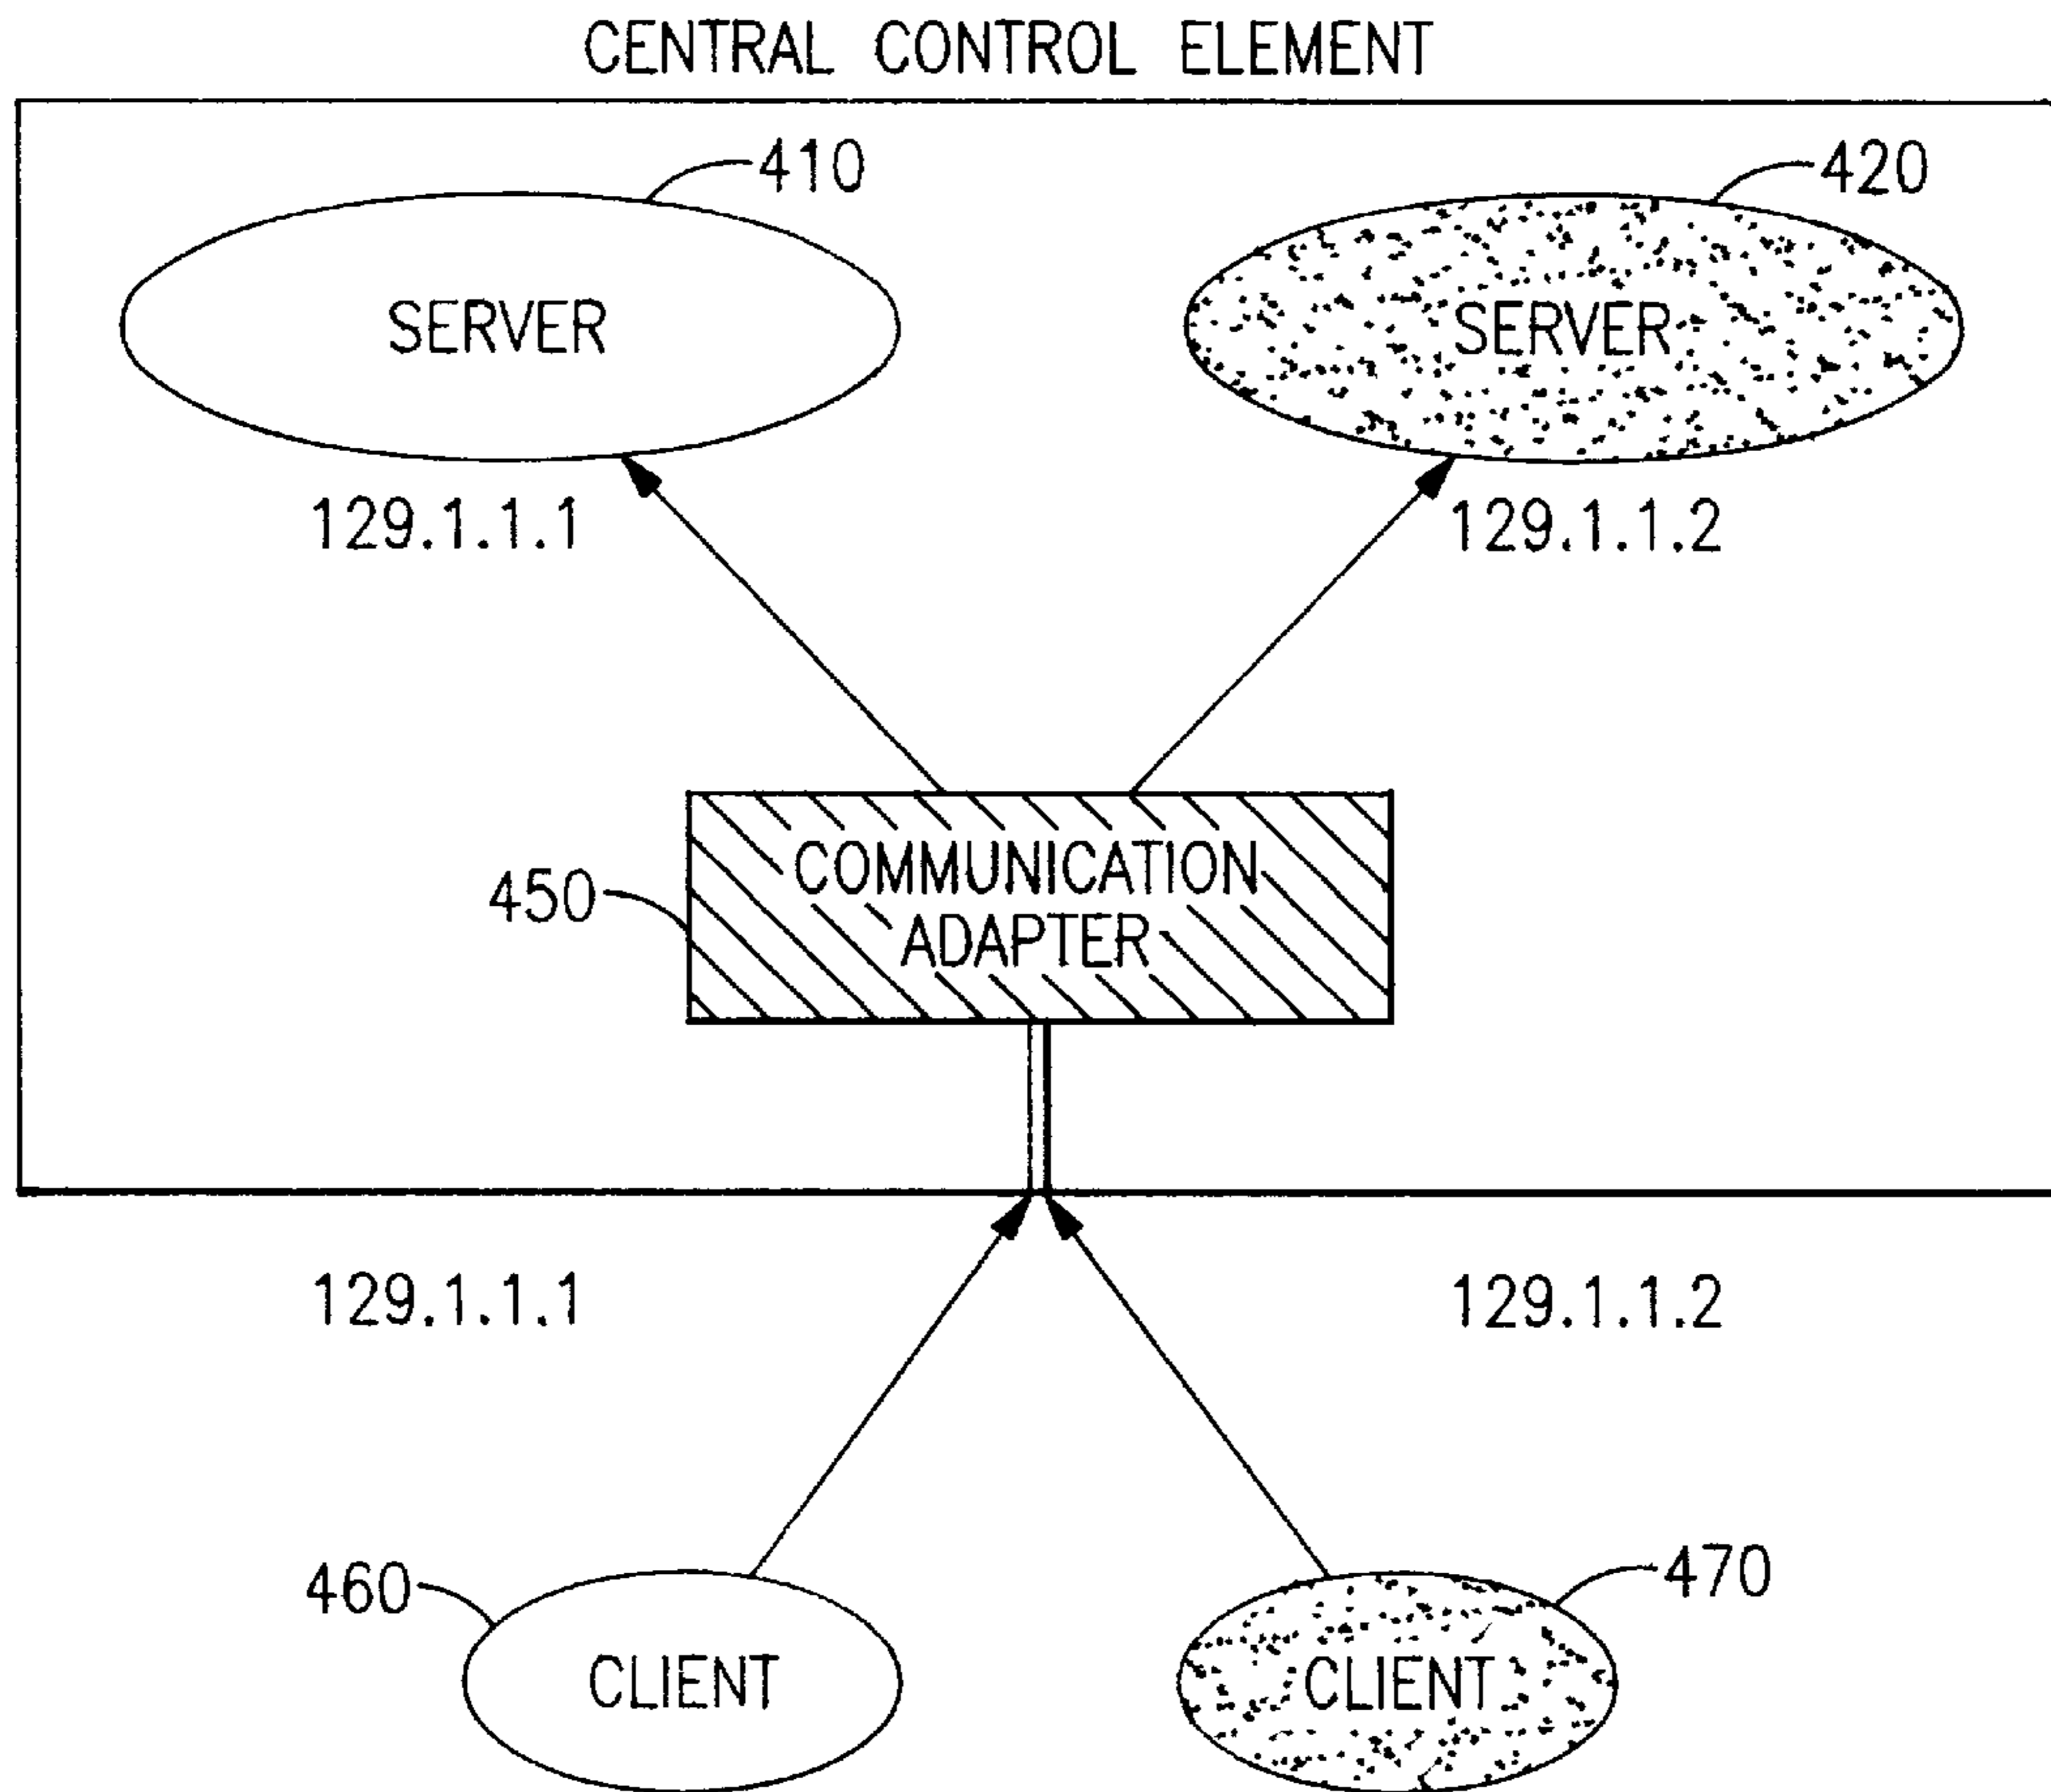 CENTRAL CONTROL ELEMENT
410
420
SERVER
SERVER
129.1.1.1
129.1.1.2
COMMUNICATION
ADAPTER
450
129.1.1.1
129.1.1.2
460
470
CLIENT
CLIENT